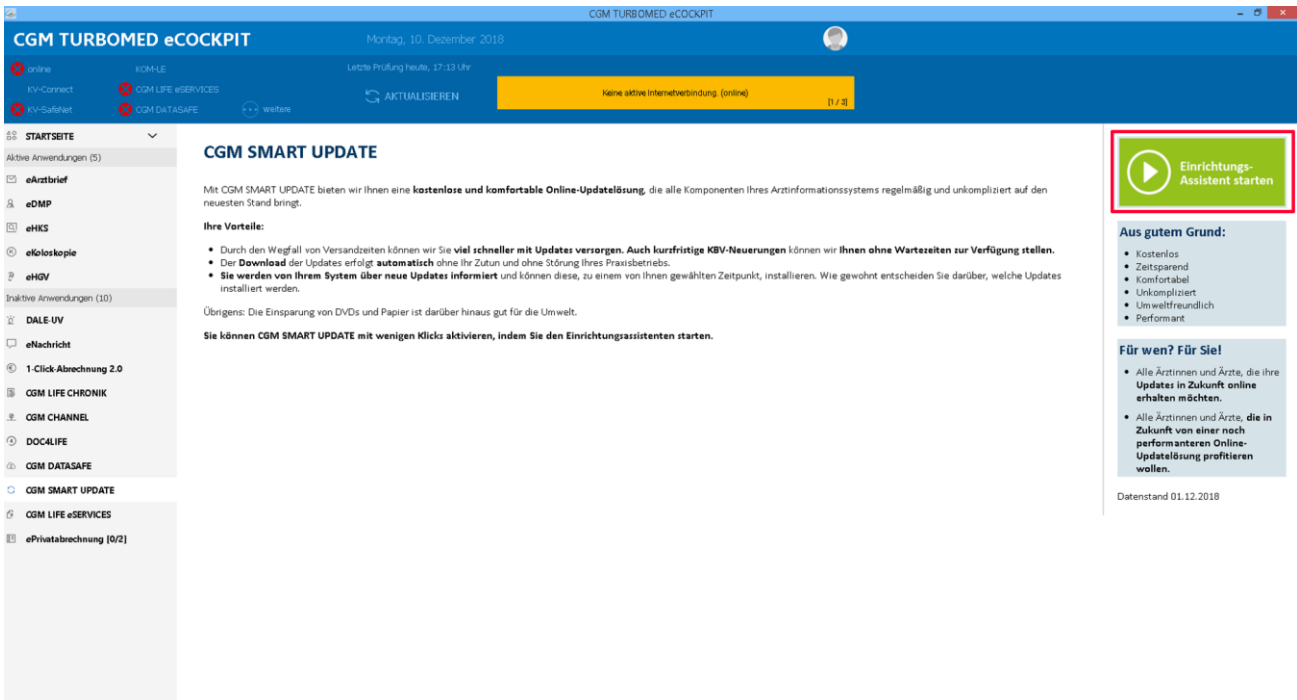 CGM TURBOMED eCOCKPIT
CGM TURBOMED eCOCKPIT
Montag, 10. Dezember 2018
online
KOM-LE
Letzte Prüfung heute, 17:13 Uhr
KV-Connect
CGM LIFE eSERVICES
AKTUALISIEREN
Keine aktive Internetverbindung. (online)
[1 / 3]
KV-SafeNet
CGM DATASAFE
weitere
STARTSEITE
Aktive Anwendungen (5)
eArztbrief
eDMP
eHKS
eKoloskopie
eHGV
Inaktive Anwendungen (10)
DALE-UV
eNachricht
1-Click-Abrechnung 2.0
CGM LIFE CHRONIK
CGM CHANNEL
DOC4LIFE
CGM DATASAFE
CGM SMART UPDATE
CGM LIFE eSERVICES
ePrivatabrechnung [0/2]
CGM SMART UPDATE
Mit CGM SMART UPDATE bieten wir Ihnen eine kostenlose und komfortable Online-Updatelösung, die alle Komponenten Ihres Arztinformationssystems regelmäßig und unkompliziert auf den
neuesten Stand bringt.
Ihre Vorteile:
• Durch den Wegfall von Versandzeiten können wir Sie viel schneller mit Updates versorgen. Auch kurzfristige KBV-Neuerungen können wir Ihnen ohne Wartezeiten zur Verfügung stellen.
• Der Download der Updates erfolgt automatisch ohne Ihr Zutun und ohne Störung Ihres Praxisbetriebs.
• Sie werden von Ihrem System über neue Updates informiert und können diese, zu einem von Ihnen gewählten Zeitpunkt, installieren. Wie gewohnt entscheiden Sie darüber, welche Updates
installiert werden.
Übrigens: Die Einsparung von DVDs und Papier ist darüber hinaus gut für die Umwelt.
Sie können CGM SMART UPDATE mit wenigen Klicks aktivieren, indem Sie den Einrichtungsassistenten starten.
Einrichtungs-
Assistent starten
Aus gutem Grund:
• Kostenlos
• Zeitsparend
• Komfortabel
• Unkompliziert
• Umweltfreundlich
• Performant
Für wen? Für Sie!
• Alle Ärztinnen und Ärzte, die ihre
Updates in Zukunft online
erhalten möchten.
• Alle Ärztinnen und Ärzte, die in
Zukunft von einer noch
performanteren Online-
Updatelösung profitieren
wollen.
Datenstand 01.12.2018